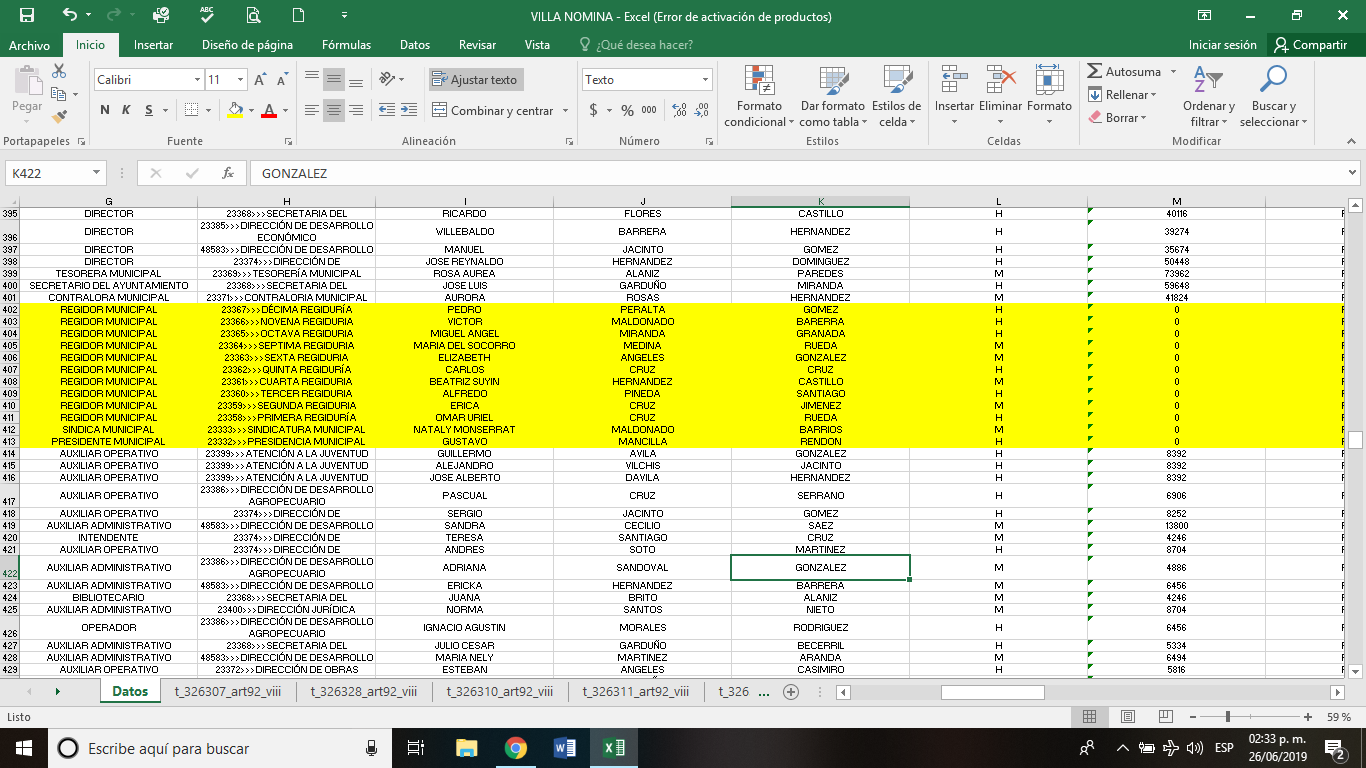 VILLA NOMINA - Excel (Error de activación de productos)
Archivo Inicio Insertar Diseño de página Fórmulas Datos Revisar Vista ¿Qué desea hacer? Iniciar sesión Compartir
Pegar Calibri 11 Ajustar texto Texto
N K S Combinar y centrar $ % 000
Formato condicional Dar formato como tabla Estilos de celda Insertar Eliminar Formato Autosuma Rellenar Borrar Ordenar y filtrar Buscar y seleccionar
Portapapeles Fuente Alineación Número Estilos Celdas Modificar
K422 fx GONZALEZ
G H I J K L M
395 DIRECTOR 23368>>>SECRETARIA DEL RICARDO FLORES CASTILLO H 40116
396 DIRECTOR 23385>>>DIRECCIÓN DE DESARROLLO ECONÓMICO WILLEBALDO BARRERA HERNANDEZ H 39274
397 DIRECTOR 48583>>>DIRECCIÓN DE DESARROLLO MANUEL JACINTO GOMEZ H 35674
398 DIRECTOR 23374>>>DIRECCIÓN DE JOSE REYNALDO HERNANDEZ DOMINGUEZ H 50448
399 TESORERA MUNICIPAL 23369>>>TESORERÍA MUNICIPAL ROSA AUREA ALANIZ PAREDES M 73962
400 SECRETARIO DEL AYUNTAMIENTO 23368>>>SECRETARIA DEL JOSE LUIS GARDUÑO MIRANDA H 59648
401 CONTRALORA MUNICIPAL 23371>>>CONTRALORIA MUNICIPAL AURORA ROSAS HERNANDEZ M 41824
402 REGIDOR MUNICIPAL 23367>>>DÉCIMA REGIDURÍA PEDRO PERALTA GOMEZ H 0
403 REGIDOR MUNICIPAL 23366>>>NOVENA REGIDURIA VICTOR MALDONADO BARERRA H 0
404 REGIDOR MUNICIPAL 23365>>>OCTAVA REGIDURIA MIGUEL ANGEL MIRANDA GRANADA H 0
405 REGIDOR MUNICIPAL 23364>>>SEPTIMA REGIDURIA MARIA DEL SOCORRO MEDINA RUEDA M 0
406 REGIDOR MUNICIPAL 23363>>>SEXTA REGIDURIA ELIZABETH ANGELES GONZALEZ M 0
407 REGIDOR MUNICIPAL 23362>>>QUINTA REGIDURÍA CARLOS CRUZ CRUZ H 0
408 REGIDOR MUNICIPAL 23361>>>CUARTA REGIDURIA BEATRIZ SUYIN HERNANDEZ CASTILLO M 0
409 REGIDOR MUNICIPAL 23360>>>TERCER REGIDURIA ALFREDO PINEDA SANTIAGO H 0
410 REGIDOR MUNICIPAL 23359>>>SEGUNDA REGIDURIA ERICA CRUZ JIMENEZ M 0
411 REGIDOR MUNICIPAL 23358>>>PRIMERA REGIDURÍA OMAR URIEL CRUZ RUEDA H 0
412 SINDICA MUNICIPAL 23333>>>SINDICATURA MUNICIPAL NATALY MONSERRAT MALDONADO BARRIOS M 0
413 PRESIDENTE MUNICIPAL 23332>>>PRESIDENCIA MUNICIPAL GUSTAVO MANCILLA RENDON H 0
414 AUXILIAR OPERATIVO 23399>>>ATENCIÓN A LA JUVENTUD GUILLERMO AVILA GONZALEZ H 8392
415 AUXILIAR OPERATIVO 23399>>>ATENCIÓN A LA JUVENTUD ALEJANDRO VILCHIS JACINTO H 8392
416 AUXILIAR OPERATIVO 23399>>>ATENCIÓN A LA JUVENTUD JOSE ALBERTO DAVILA HERNANDEZ H 8392
417 AUXILIAR OPERATIVO 23386>>>DIRECCIÓN DE DESARROLLO AGROPECUARIO PASCUAL CRUZ SERRANO H 6906
418 AUXILIAR OPERATIVO 23374>>>DIRECCIÓN DE SERGIO JACINTO GOMEZ H 8252
419 AUXILIAR ADMINISTRATIVO 48583>>>DIRECCIÓN DE DESARROLLO SANDRA CECILIO SAEZ M 13800
420 INTENDENTE 23374>>>DIRECCIÓN DE TERESA SANTIAGO CRUZ M 4246
421 AUXILIAR OPERATIVO 23374>>>DIRECCIÓN DE ANDRES SOTO MARTINEZ H 8704
422 AUXILIAR ADMINISTRATIVO 23386>>>DIRECCIÓN DE DESARROLLO AGROPECUARIO ADRIANA SANDOVAL GONZALEZ M 4886
423 AUXILIAR ADMINISTRATIVO 48583>>>DIRECCIÓN DE DESARROLLO ERICKA HERNANDEZ BARRERA M 6456
424 BIBLIOTECARIO 23368>>>SECRETARIA DEL JUANA BRITO ALANIZ M 4246
425 AUXILIAR ADMINISTRATIVO 23400>>>DIRECCIÓN JURÍDICA NORMA SANTOS NIETO M 8704
426 OPERADOR 23386>>>DIRECCIÓN DE DESARROLLO AGROPECUARIO IGNACIO AGUSTIN MORALES RODRIGUEZ H 6456
427 AUXILIAR ADMINISTRATIVO 23368>>>SECRETARIA DEL JULIO CESAR GARDUÑO BECERRIL H 5334
428 AUXILIAR ADMINISTRATIVO 48583>>>DIRECCIÓN DE DESARROLLO MARIA NELY MARTINEZ ARANDA M 6494
429 AUXILIAR OPERATIVO 23372>>>DIRECCIÓN DE OBRAS ESTEBAN ANGELES CASIMIRO H 5816
Datos t_326307_art92_viii t_326328_art92_viii t_326310_art92_viii t_326311_art92_viii t_326 ...
Listo 59 %
Escribe aquí para buscar ESP 02:33 p. m.
26/06/2019 2